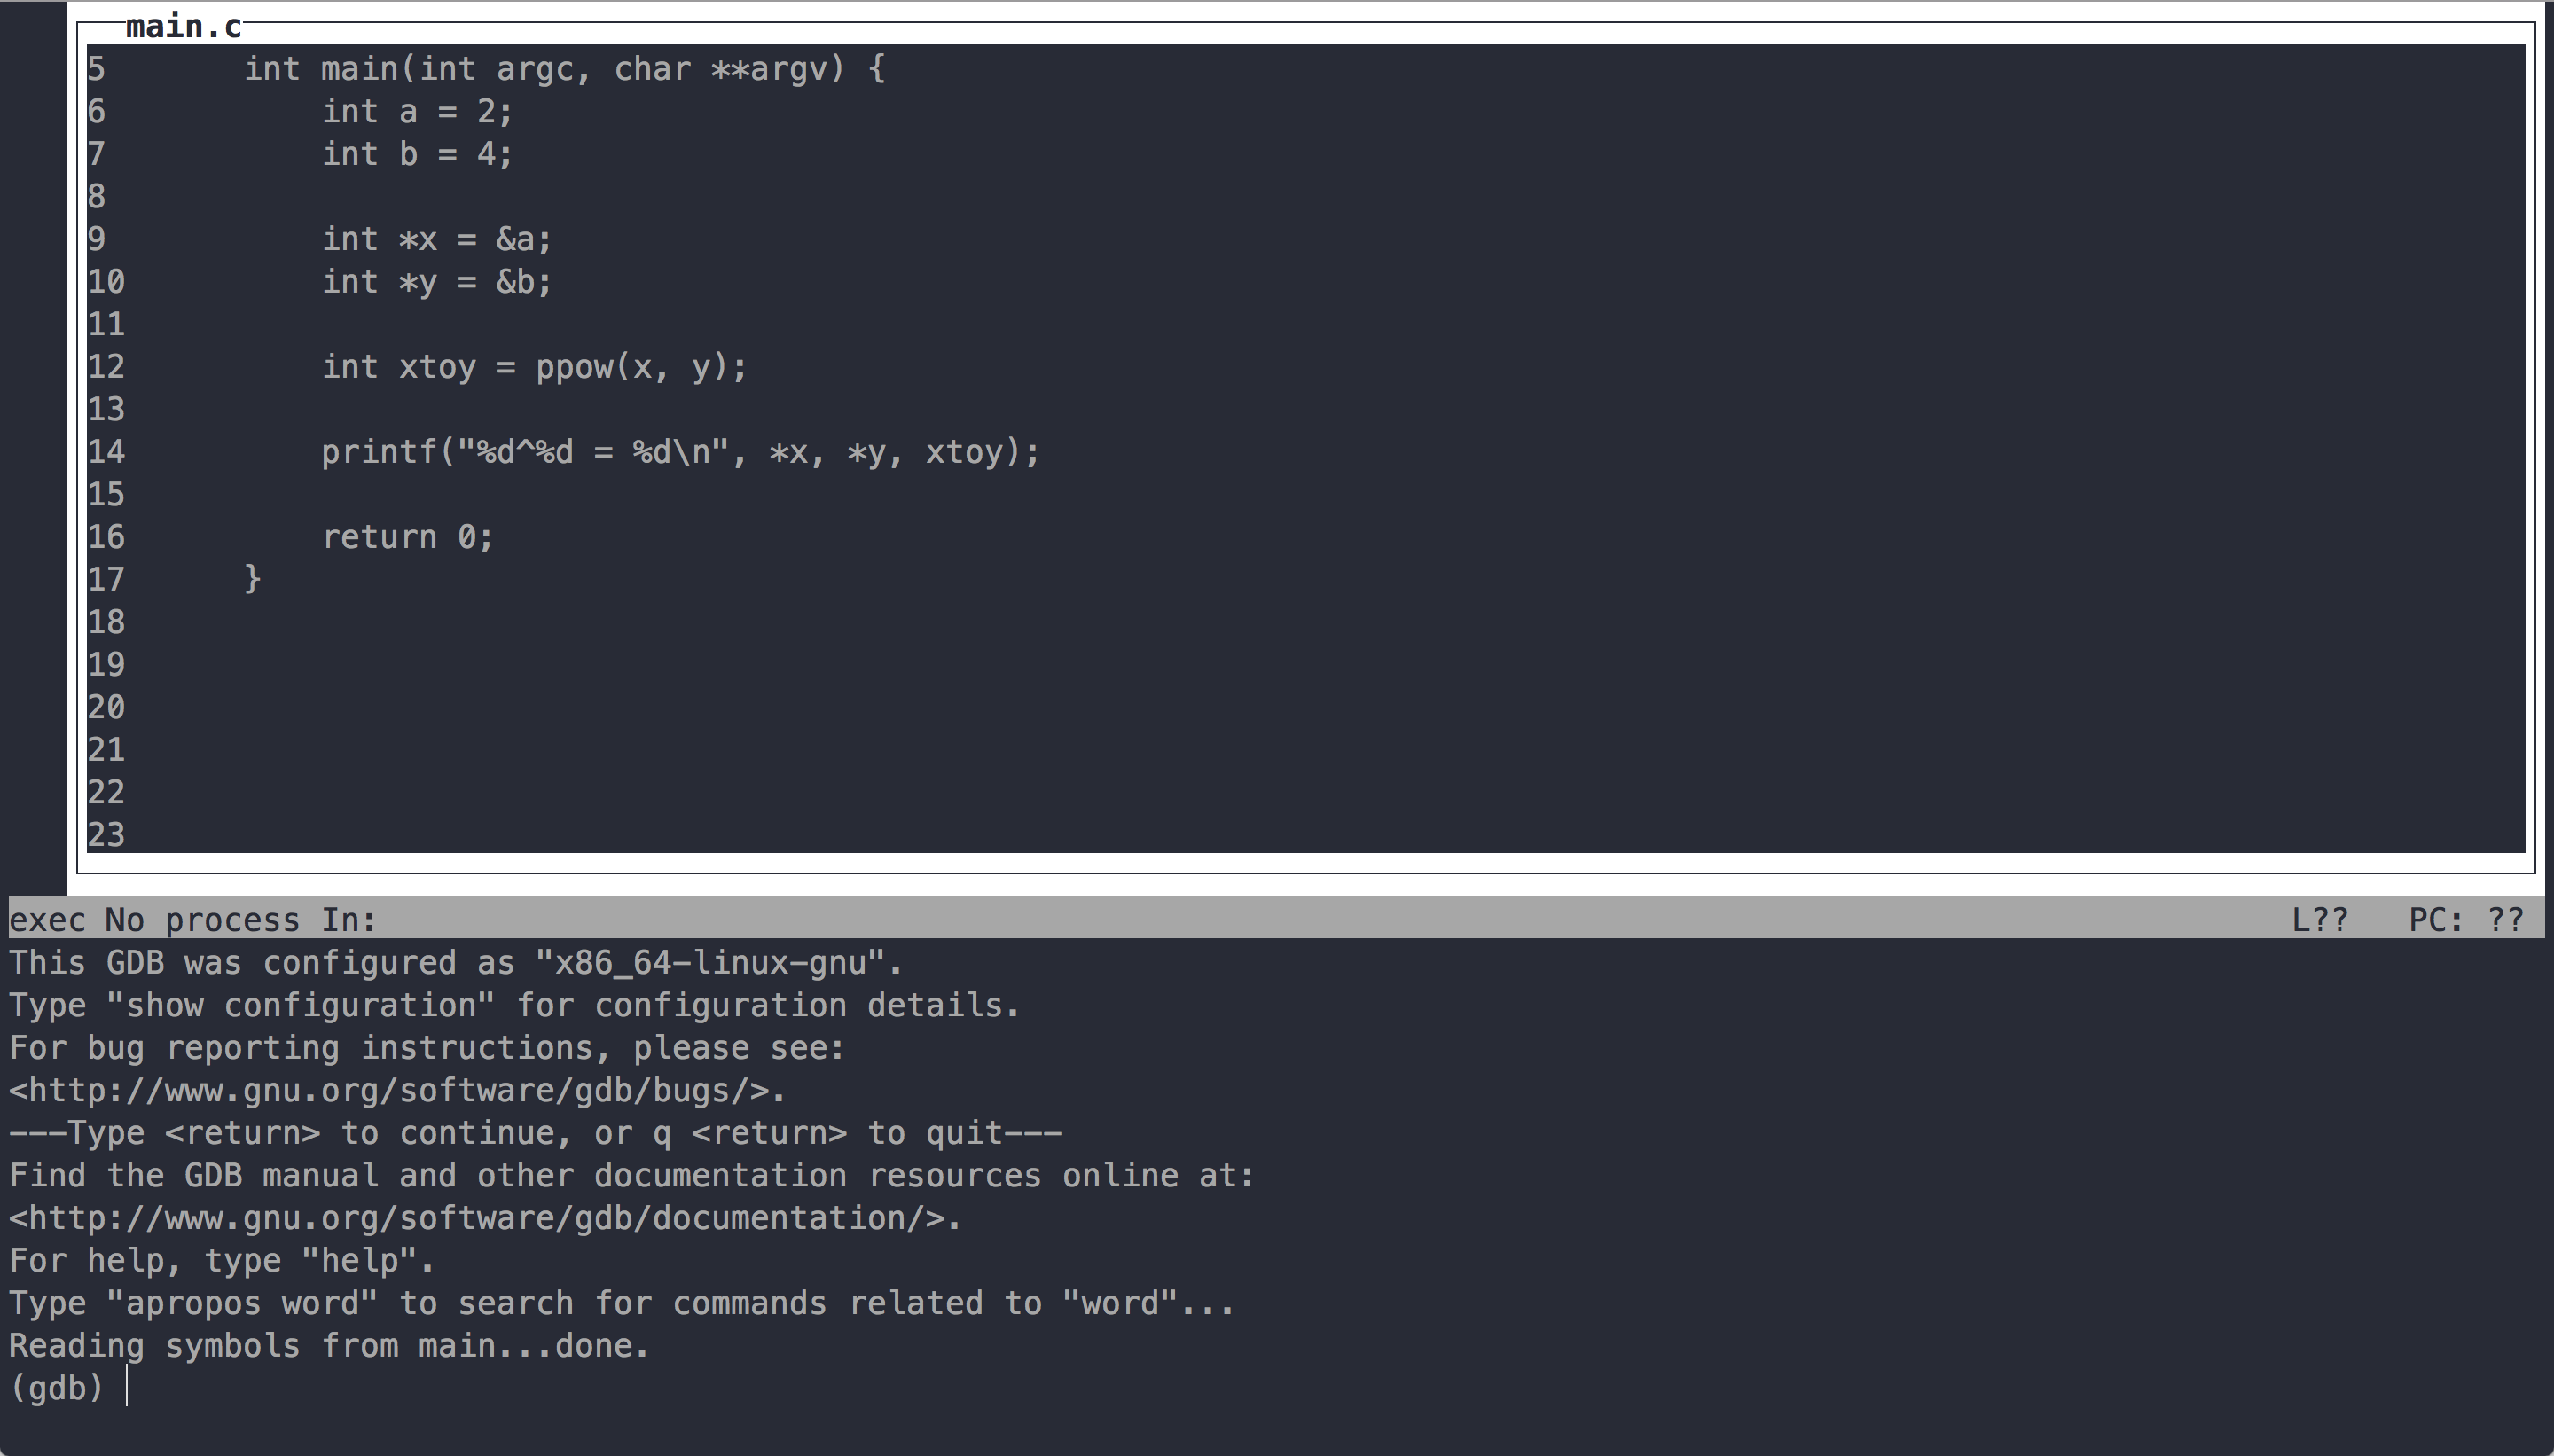 main.c
5 int main(int argc, char **argv) {
6 int a = 2;
7 int b = 4;
8
9 int *x = &a;
10 int *y = &b;
11
12 int xtoy = ppow(x, y);
13
14 printf("%d^%d = %d\n", *x, *y, xtoy);
15
16 return 0;
17 }
18
19
20
21
22
23
exec No process In: L?? PC: ??
This GDB was configured as "x86_64-linux-gnu".
Type "show configuration" for configuration details.
For bug reporting instructions, please see:
<http://www.gnu.org/software/gdb/bugs/>.
---Type <return> to continue, or q <return> to quit---
Find the GDB manual and other documentation resources online at:
<http://www.gnu.org/software/gdb/documentation/>.
For help, type "help".
Type "apropos word" to search for commands related to "word"...
Reading symbols from main...done.
(gdb)